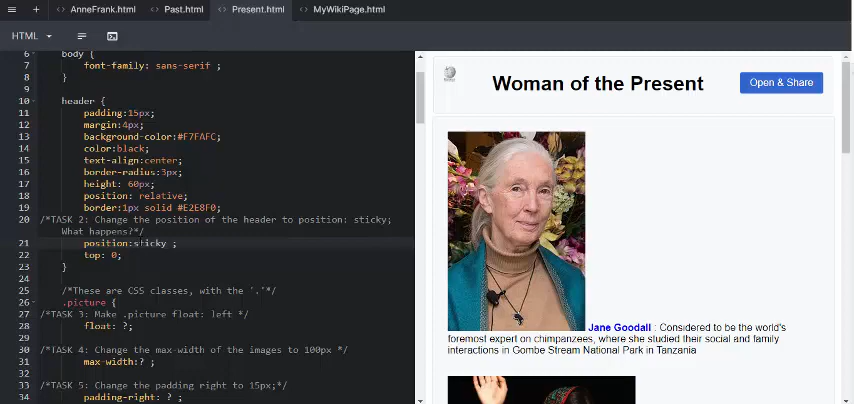 AnneFrank.html
Past.html
Present.html
MyWikiPage.html
HTML
6 body {
7 font-family: sans-serif ;
8 }
9
10 header {
11 padding:15px;
12 margin:4px;
13 background-color:#F7FAFC;
14 color:black;
15 text-align:center;
16 border-radius:3px;
17 height: 60px;
18 position: relative;
19 border:1px solid #E2E8F0;
20 /*TASK 2: Change the position of the header to position: sticky;
What happens?*/
21 position:sticky ;
22 top: 0;
23 }
24
25 /*These are CSS classes, with the '.'*/
26 .picture {
27 /*TASK 3: Make .picture float: left */
28 float: ?;
29
30 /*TASK 4: Change the max-width of the images to 100px */
31 max-width:? ;
32
33 /*TASK 5: Change the padding right to 15px;*/
34 padding-right: ? ;
Woman of the Present
Open & Share
Jane Goodall : Considered to be the world's
foremost expert on chimpanzees, where she studied their social and family
interactions in Gombe Stream National Park in Tanzania